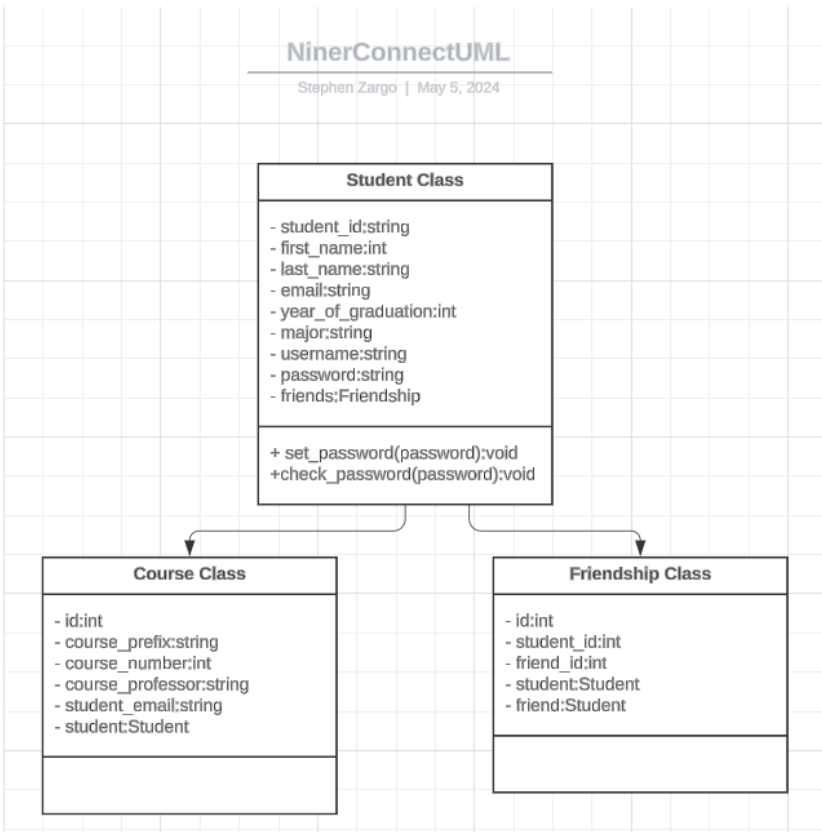 NinerConnectUML
Stephen Zargo | May 5, 2024
Student Class
- student_id:string
- first_name:int
- last_name:string
- email:string
- year_of_graduation:int
- major:string
- username:string
- password:string
- friends:Friendship
+ set_password(password):void
+check_password(password):void
Course Class
- id:int
- course_prefix:string
- course_number:int
- course_professor:string
- student_email:string
- student:Student
Friendship Class
- id:int
- student_id:int
- friend_id:int
- student:Student
- friend:Student